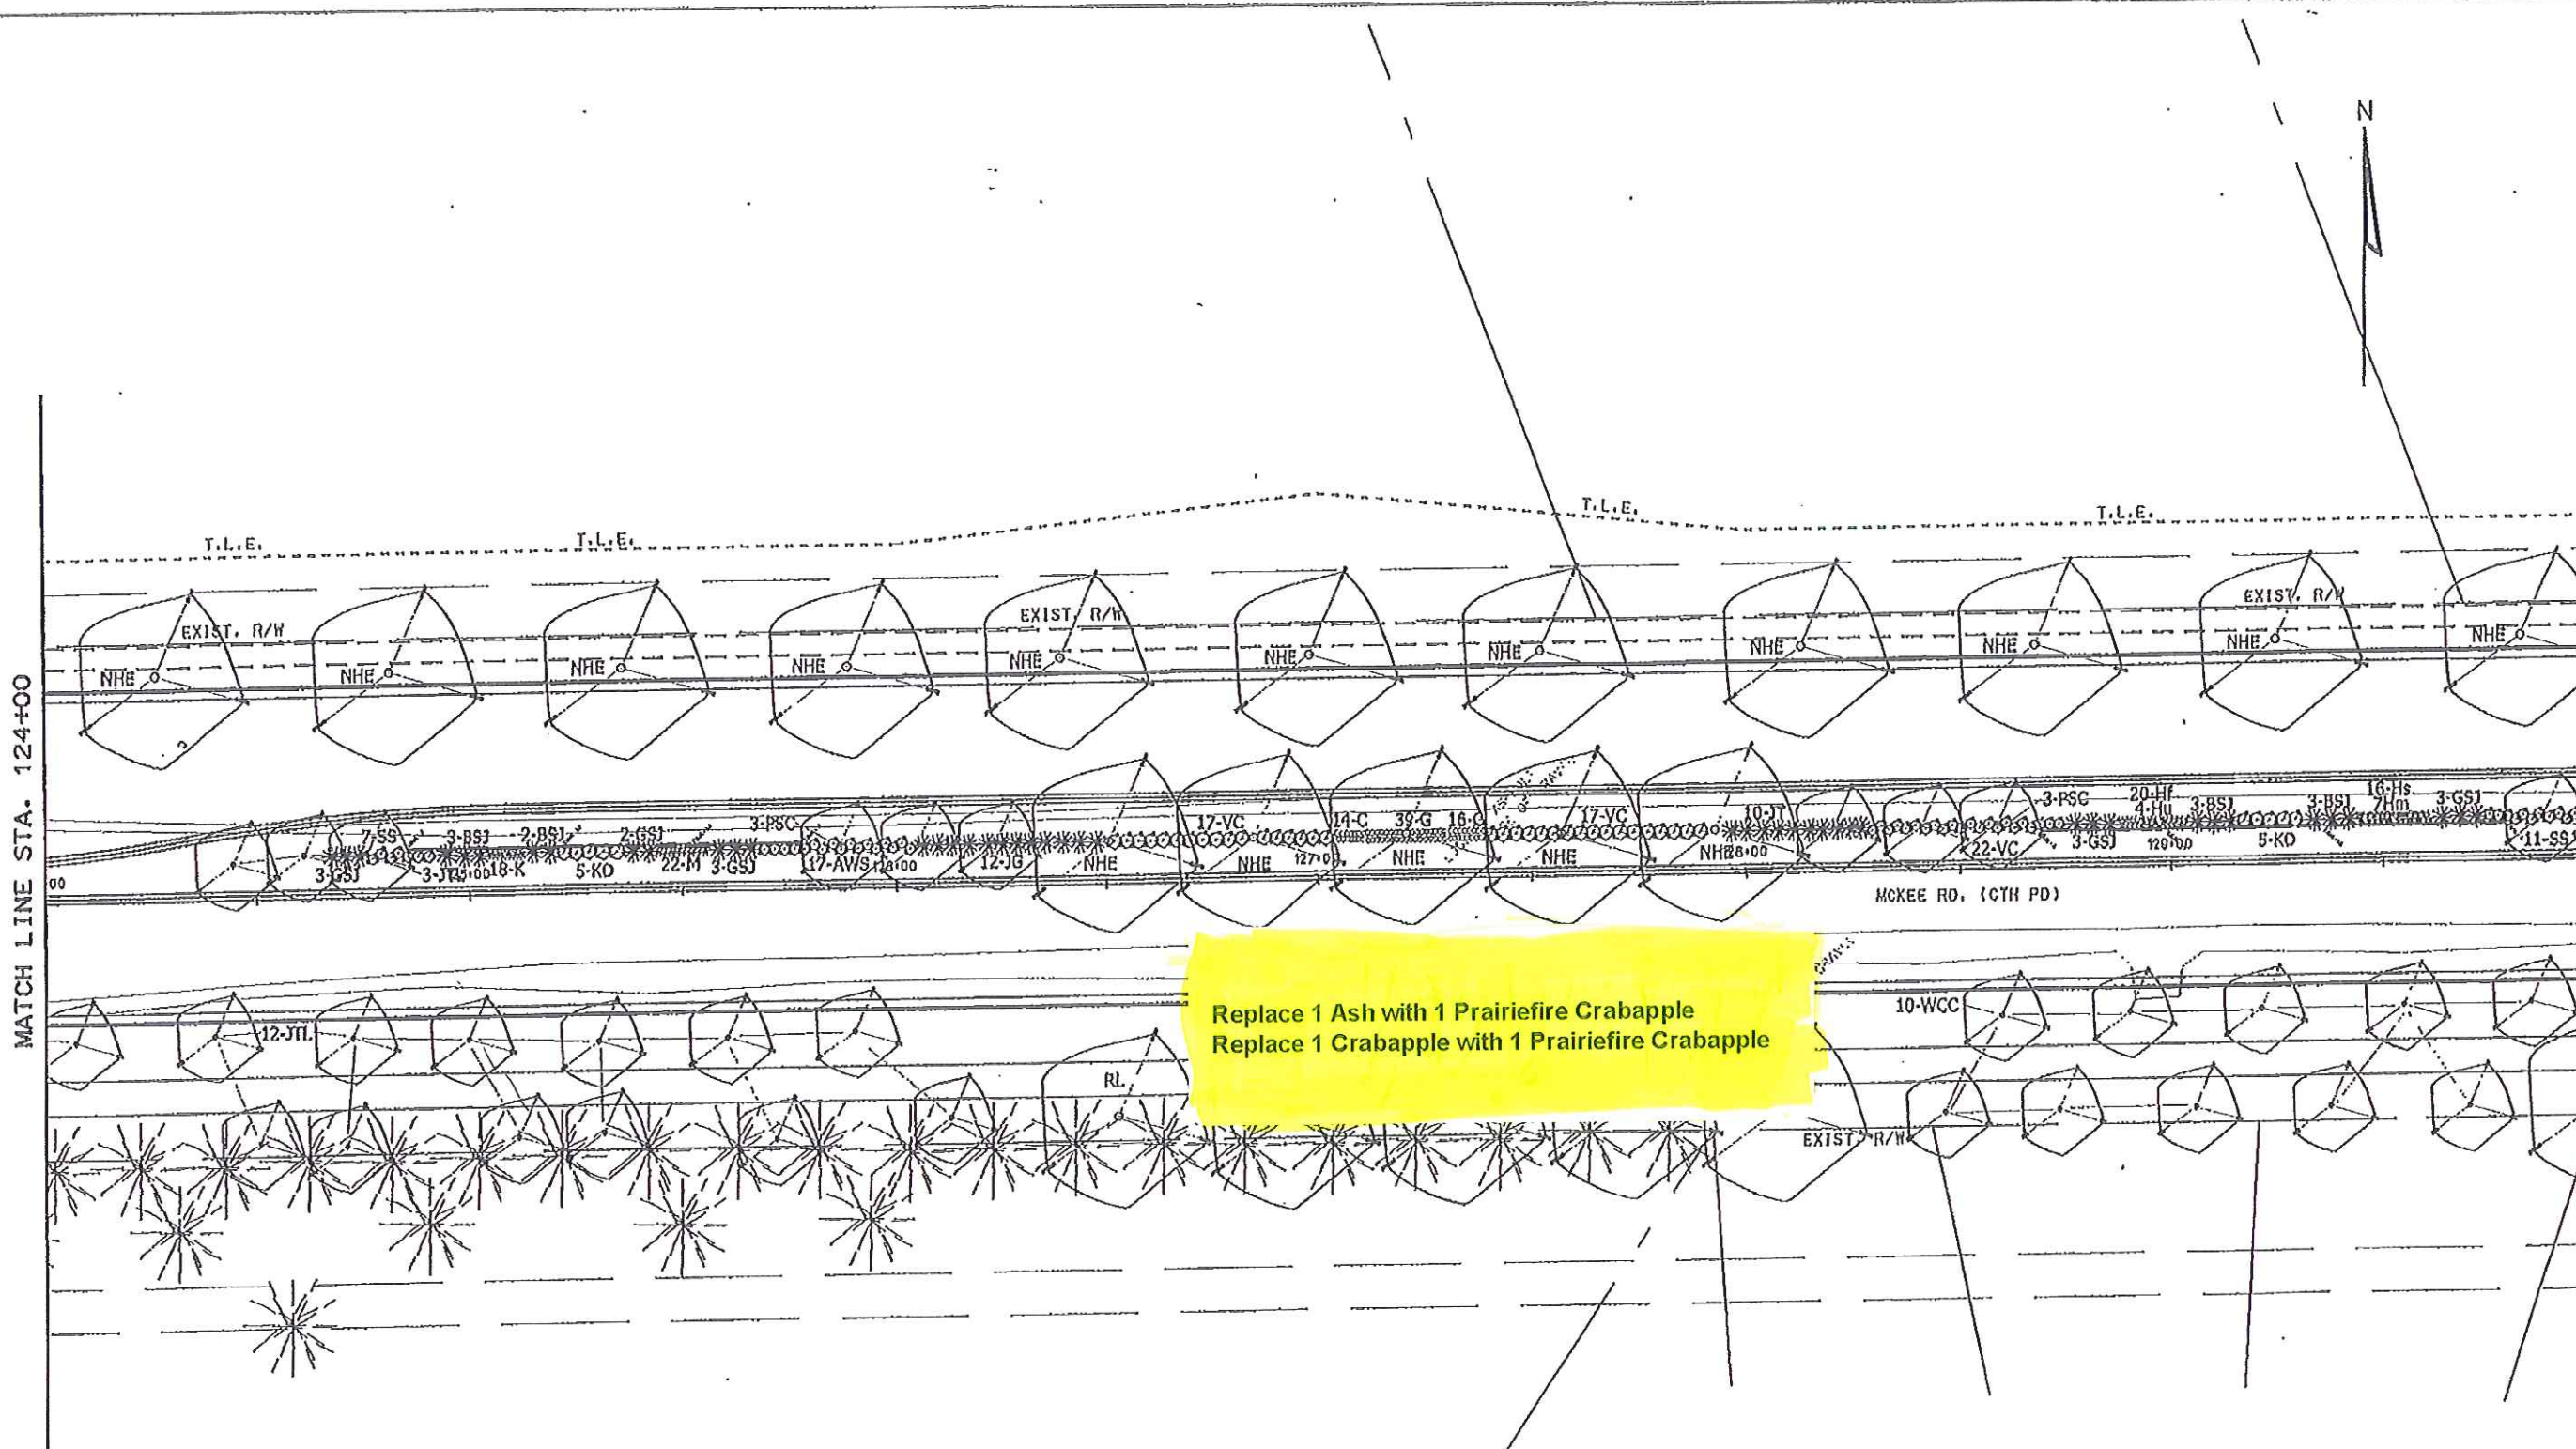 N
T.L.E.
T.L.E.
T.L.E.
T.L.E.
EXIST. R/W
EXIST. R/W
EXIST. R/W
NHE
NHE
NHE
NHE
NHE
NHE
NHE
NHE
NHE
NHE
NHE
MATCH LINE STA. 124+00
7-SS
3-BSJ
2-BSJ
2-GSJ
3-PSC
17-VC
14-C
39-G
17-VC
10-JT
3-PSC
20-Hf
4-Hu
3-BSJ
3-BSJ
16-Hs
7Hm
3-GSJ
00
3-GSJ
18-K
5-KO
22-M
3-GSJ
17-AWS
12-JG
NHE
NHE
NHE
NHE
22-VC
3-GSJ
5-KO
11-SS
MCKEE RD. (CTH PD)
Replace 1 Ash with 1 Prairiefire Crabapple
Replace 1 Crabapple with 1 Prairiefire Crabapple
10-WCC
RL
EXIST. R/W